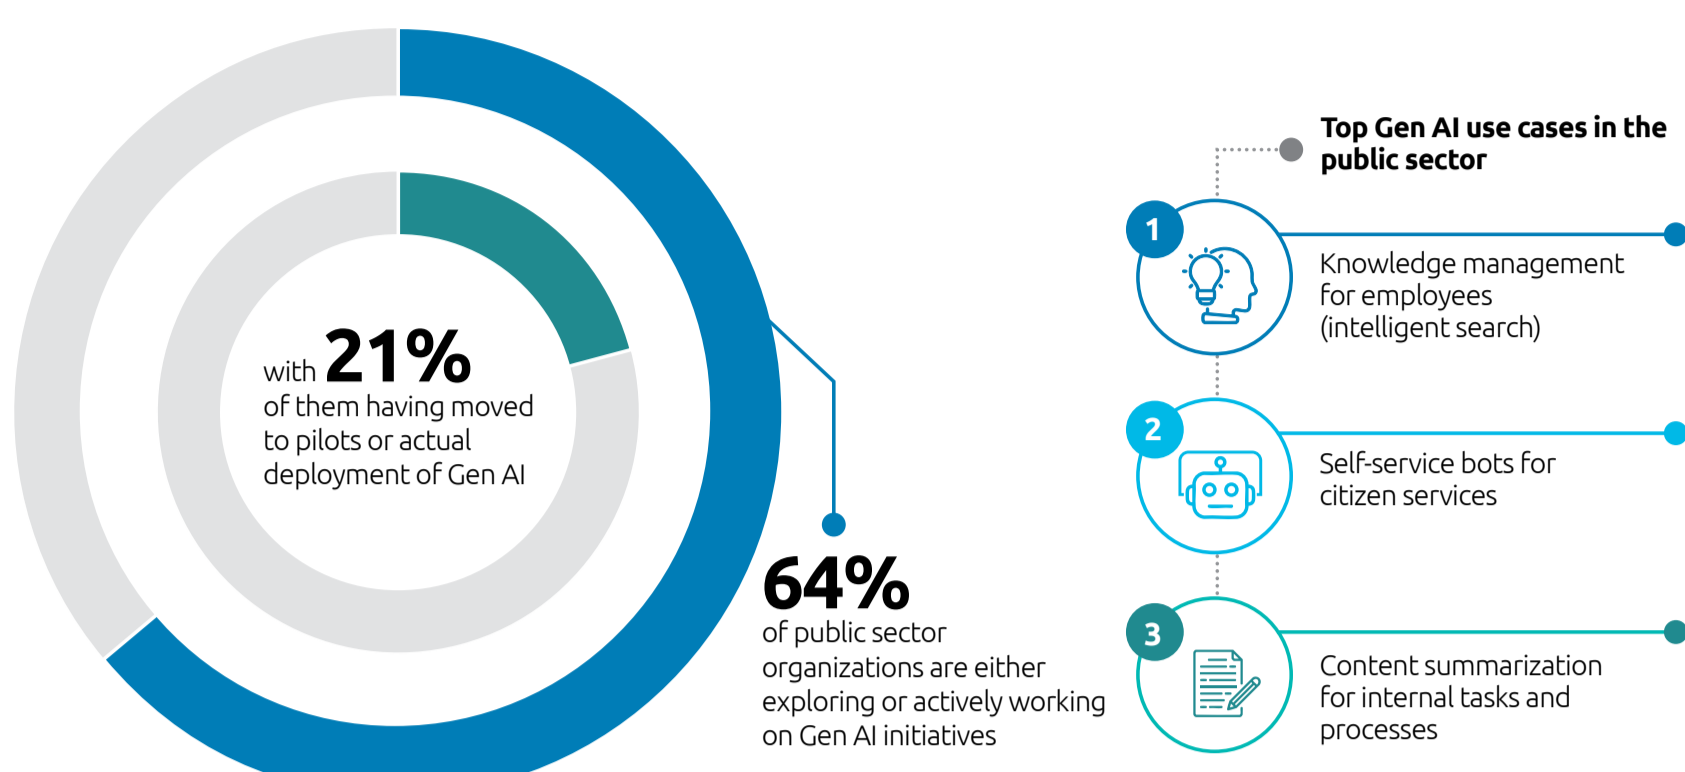 with 21%
of them having moved
to pilots or actual
deployment of Gen AI
64%
of public sector
organizations are either
exploring or actively working
on Gen AI initiatives
Top Gen AI use cases in the
public sector
1
Knowledge management
for employees
(intelligent search)
2
Self-service bots for
citizen services
3
Content summarization
for internal tasks and
processes